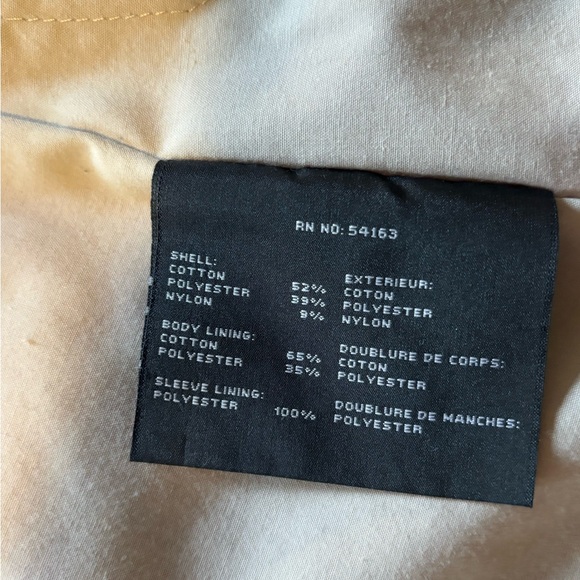 RN NO: 54163
SHELL:
COTTON 52%
POLYESTER 39%
NYLON 9%
BODY LINING:
COTTON 65%
POLYESTER 35%
SLEEVE LINING:
POLYESTER 100%
EXTERIEUR:
COTON
POLYESTER
NYLON
DOUBLURE DE CORPS:
COTON
POLYESTER
DOUBLURE DE MANCHES:
POLYESTER